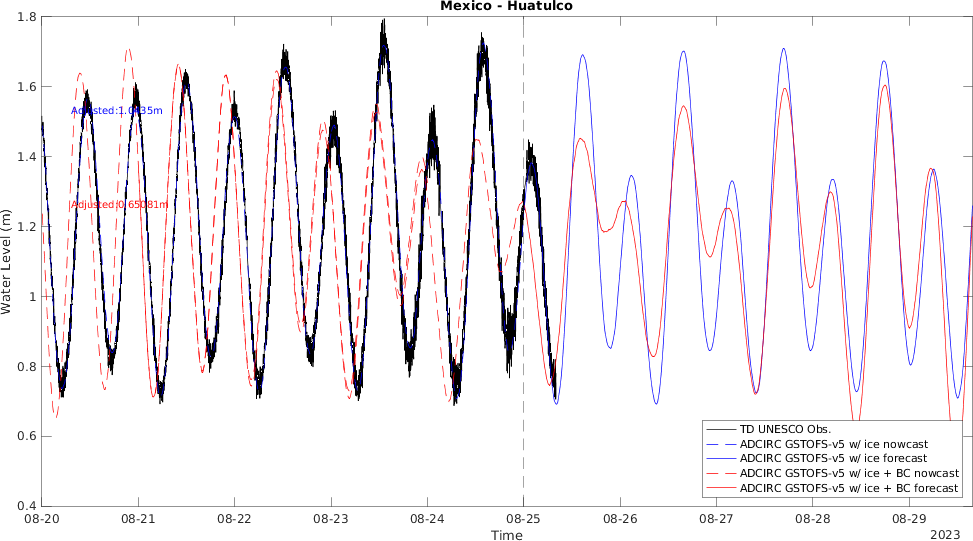 Mexico - Huatulco
1.8
1.6
1.4
1.2
1
0.8
0.6
0.4
Water Level (m)
Adjusted:0.65081m
TD UNESCO Obs.
ADCIRC GSTOFS-v5 w/ ice nowcast
ADCIRC GSTOFS-v5 w/ ice forecast
ADCIRC GSTOFS-v5 w/ ice + BC nowcast
ADCIRC GSTOFS-v5 w/ ice + BC forecast
08-20 08-21 08-22 08-23 08-24 08-25 08-26 08-27 08-28 08-29
Time
2023